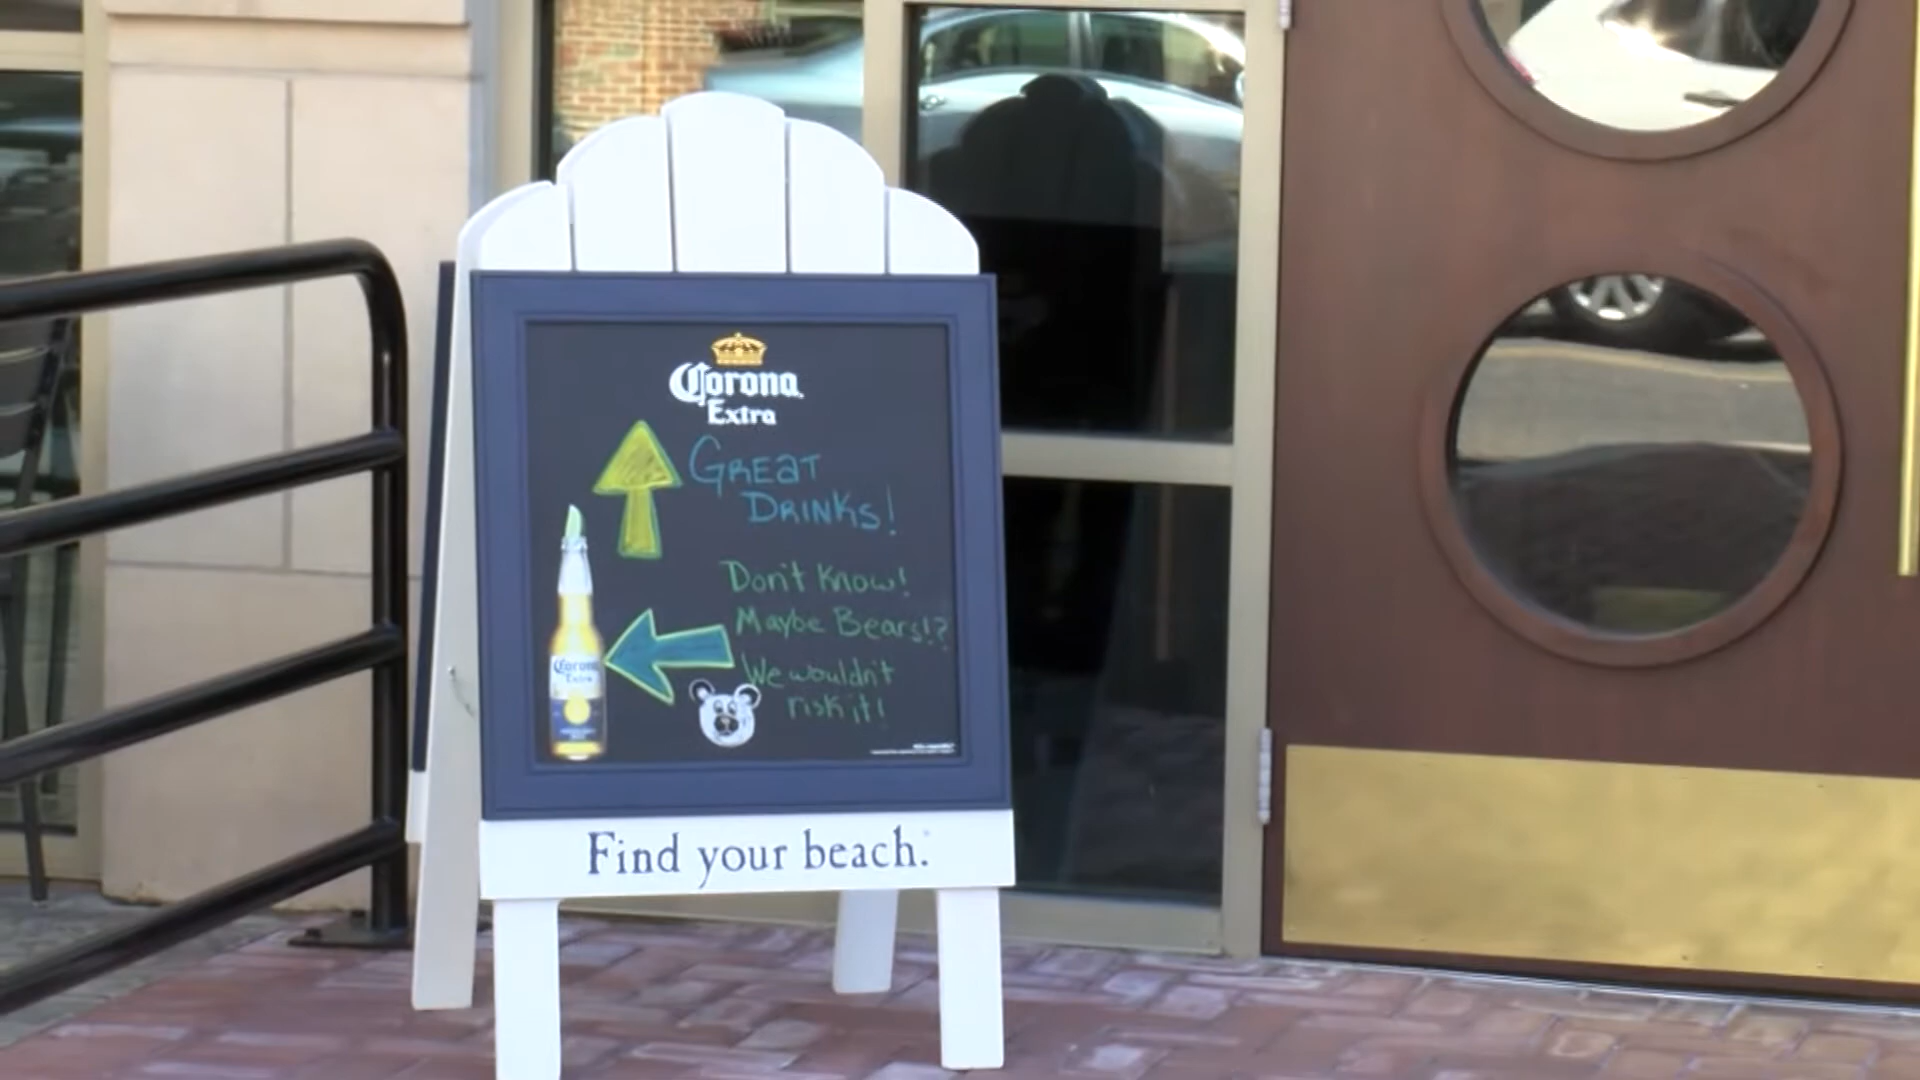 Corona
Extra
GREAT
DRINKS!
Don't Know!
Maybe Bears!?
We wouldn't
risk it!
Corona
Extra
Find your beach.